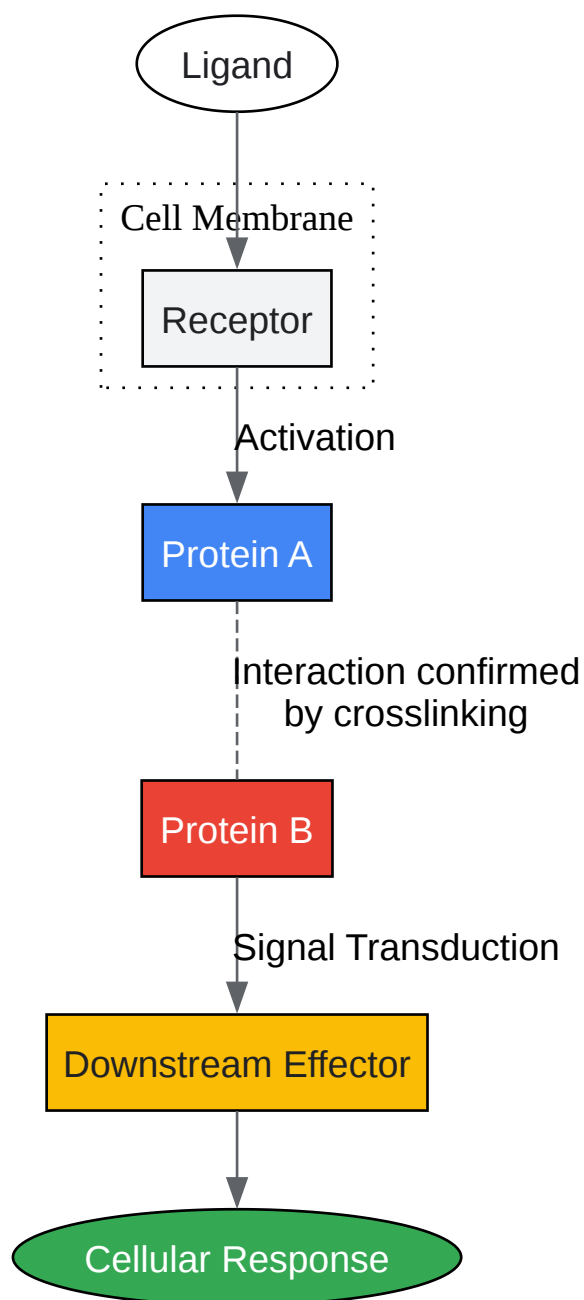 Ligand
Cell Membrane
Receptor
Activation
Protein A
Interaction confirmed
by crosslinking
Protein B
Signal Transduction
Downstream Effector
Cellular Response